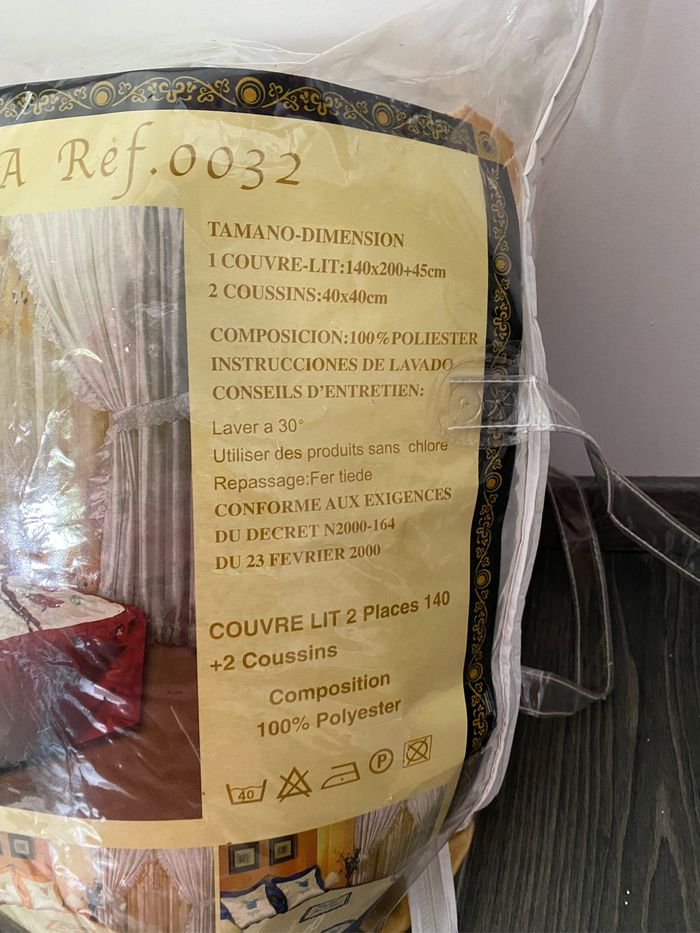 A Ref.0032
TAMANO-DIMENSION
1 COUVRE-LIT:140x200+45cm
2 COUSSINS:40x40cm
COMPOSICION:100%POLIESTER
INSTRUCCIONES DE LAVADO
CONSEILS D'ENTRETIEN:
Laver a 30°
Utiliser des produits sans chlore
Repassage:Fer tiede
CONFORME AUX EXIGENCES
DU DECRET N2000-164
DU 23 FEVRIER 2000
COUVRE LIT 2 Places 140
+2 Coussins
Composition
100% Polyester
40 P